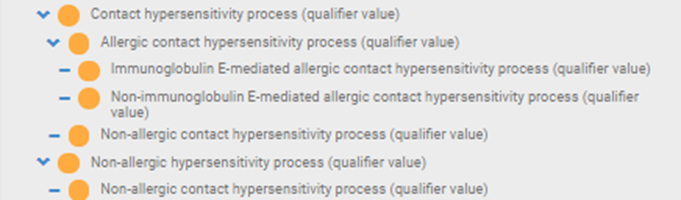 Contact hypersensitivity process (qualifier value)
Allergic contact hypersensitivity process (qualifier value)
Immunoglobulin E-mediated allergic contact hypersensitivity process (qualifier value)
Non-immunoglobulin E-mediated allergic contact hypersensitivity process (qualifier
value)
Non-allergic contact hypersensitivity process (qualifier value)
Non-allergic hypersensitivity process (qualifier value)
Non-allergic contact hypersensitivity process (qualifier value)